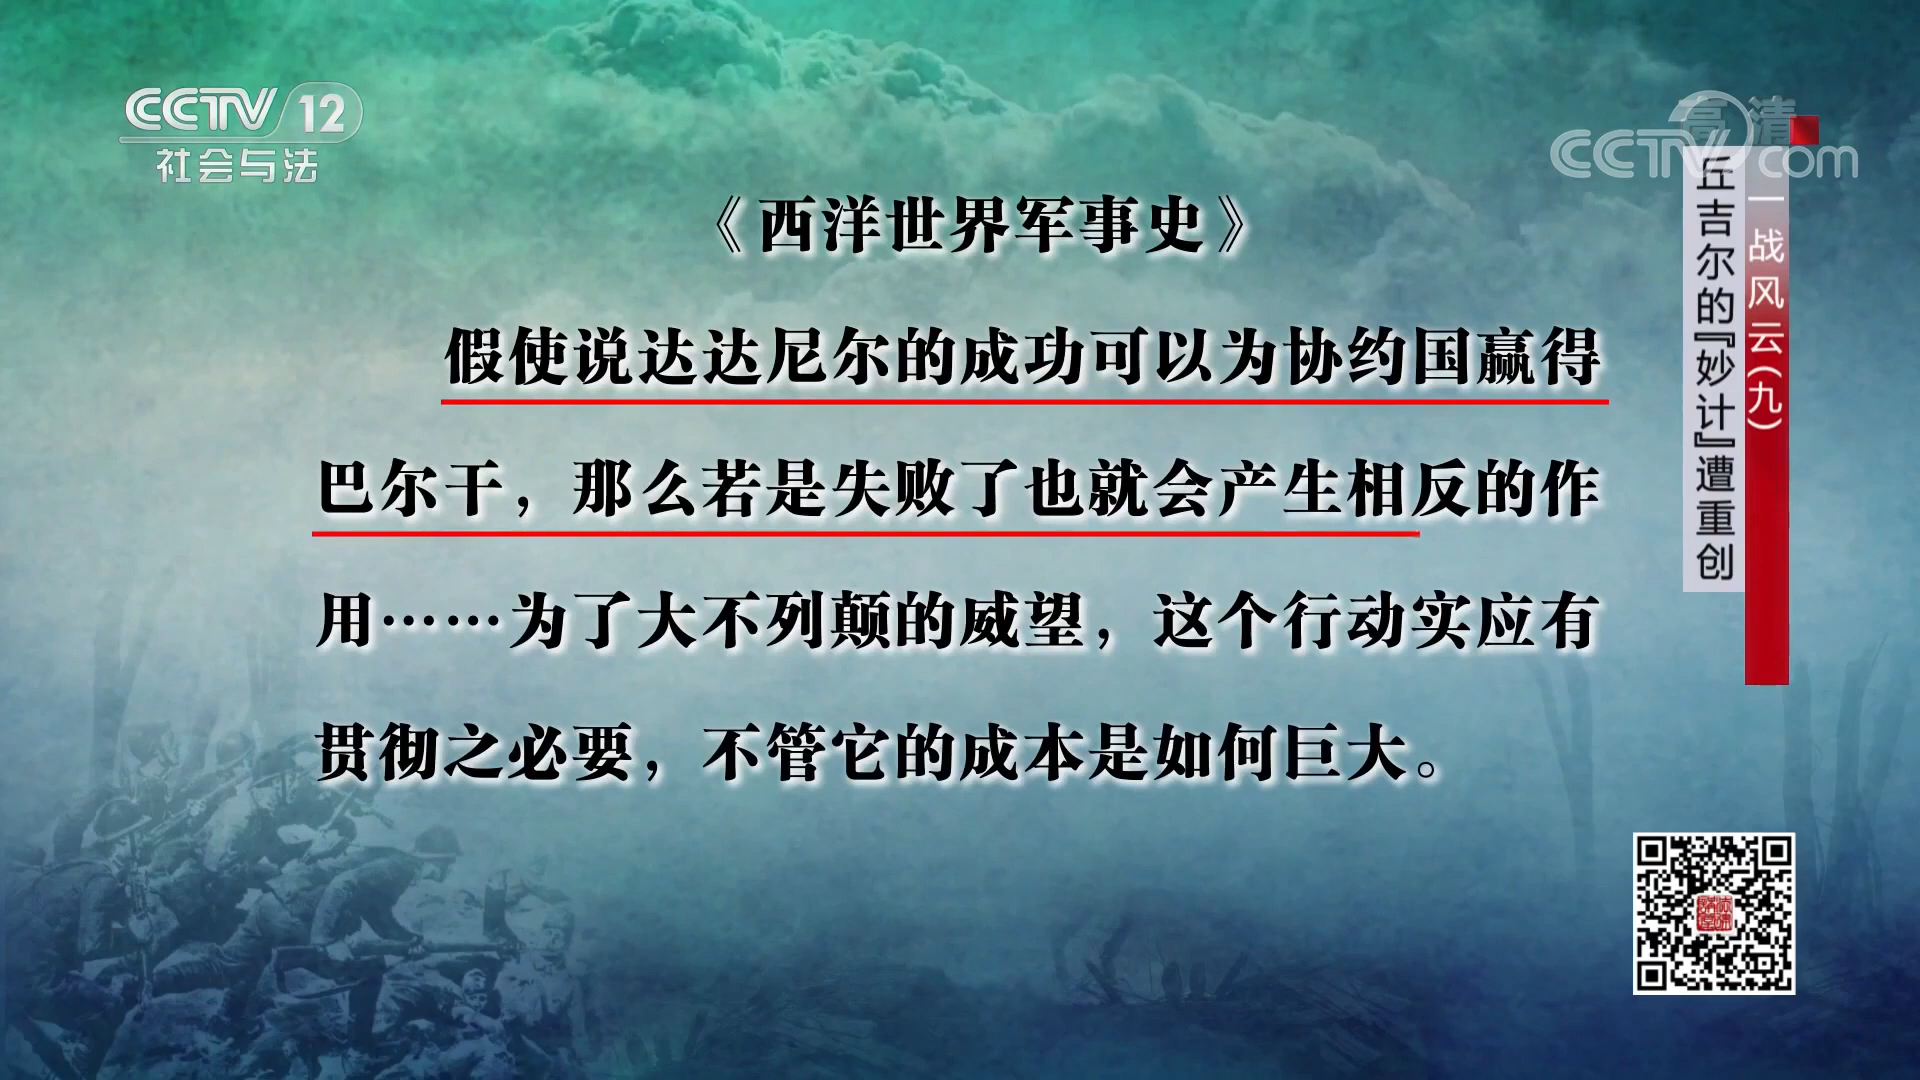 CCTV 12
社会与法
高清
CCTV.com
《西洋世界军事史》
假使说达达尼尔的成功可以为协约国赢得
巴尔干，那么若是失败了也就会产生相反的作
用……为了大不列颠的威望，这个行动实应有
贯彻之必要，不管它的成本是如何巨大。
一战风云(九)
丘吉尔的『妙计』遭重创